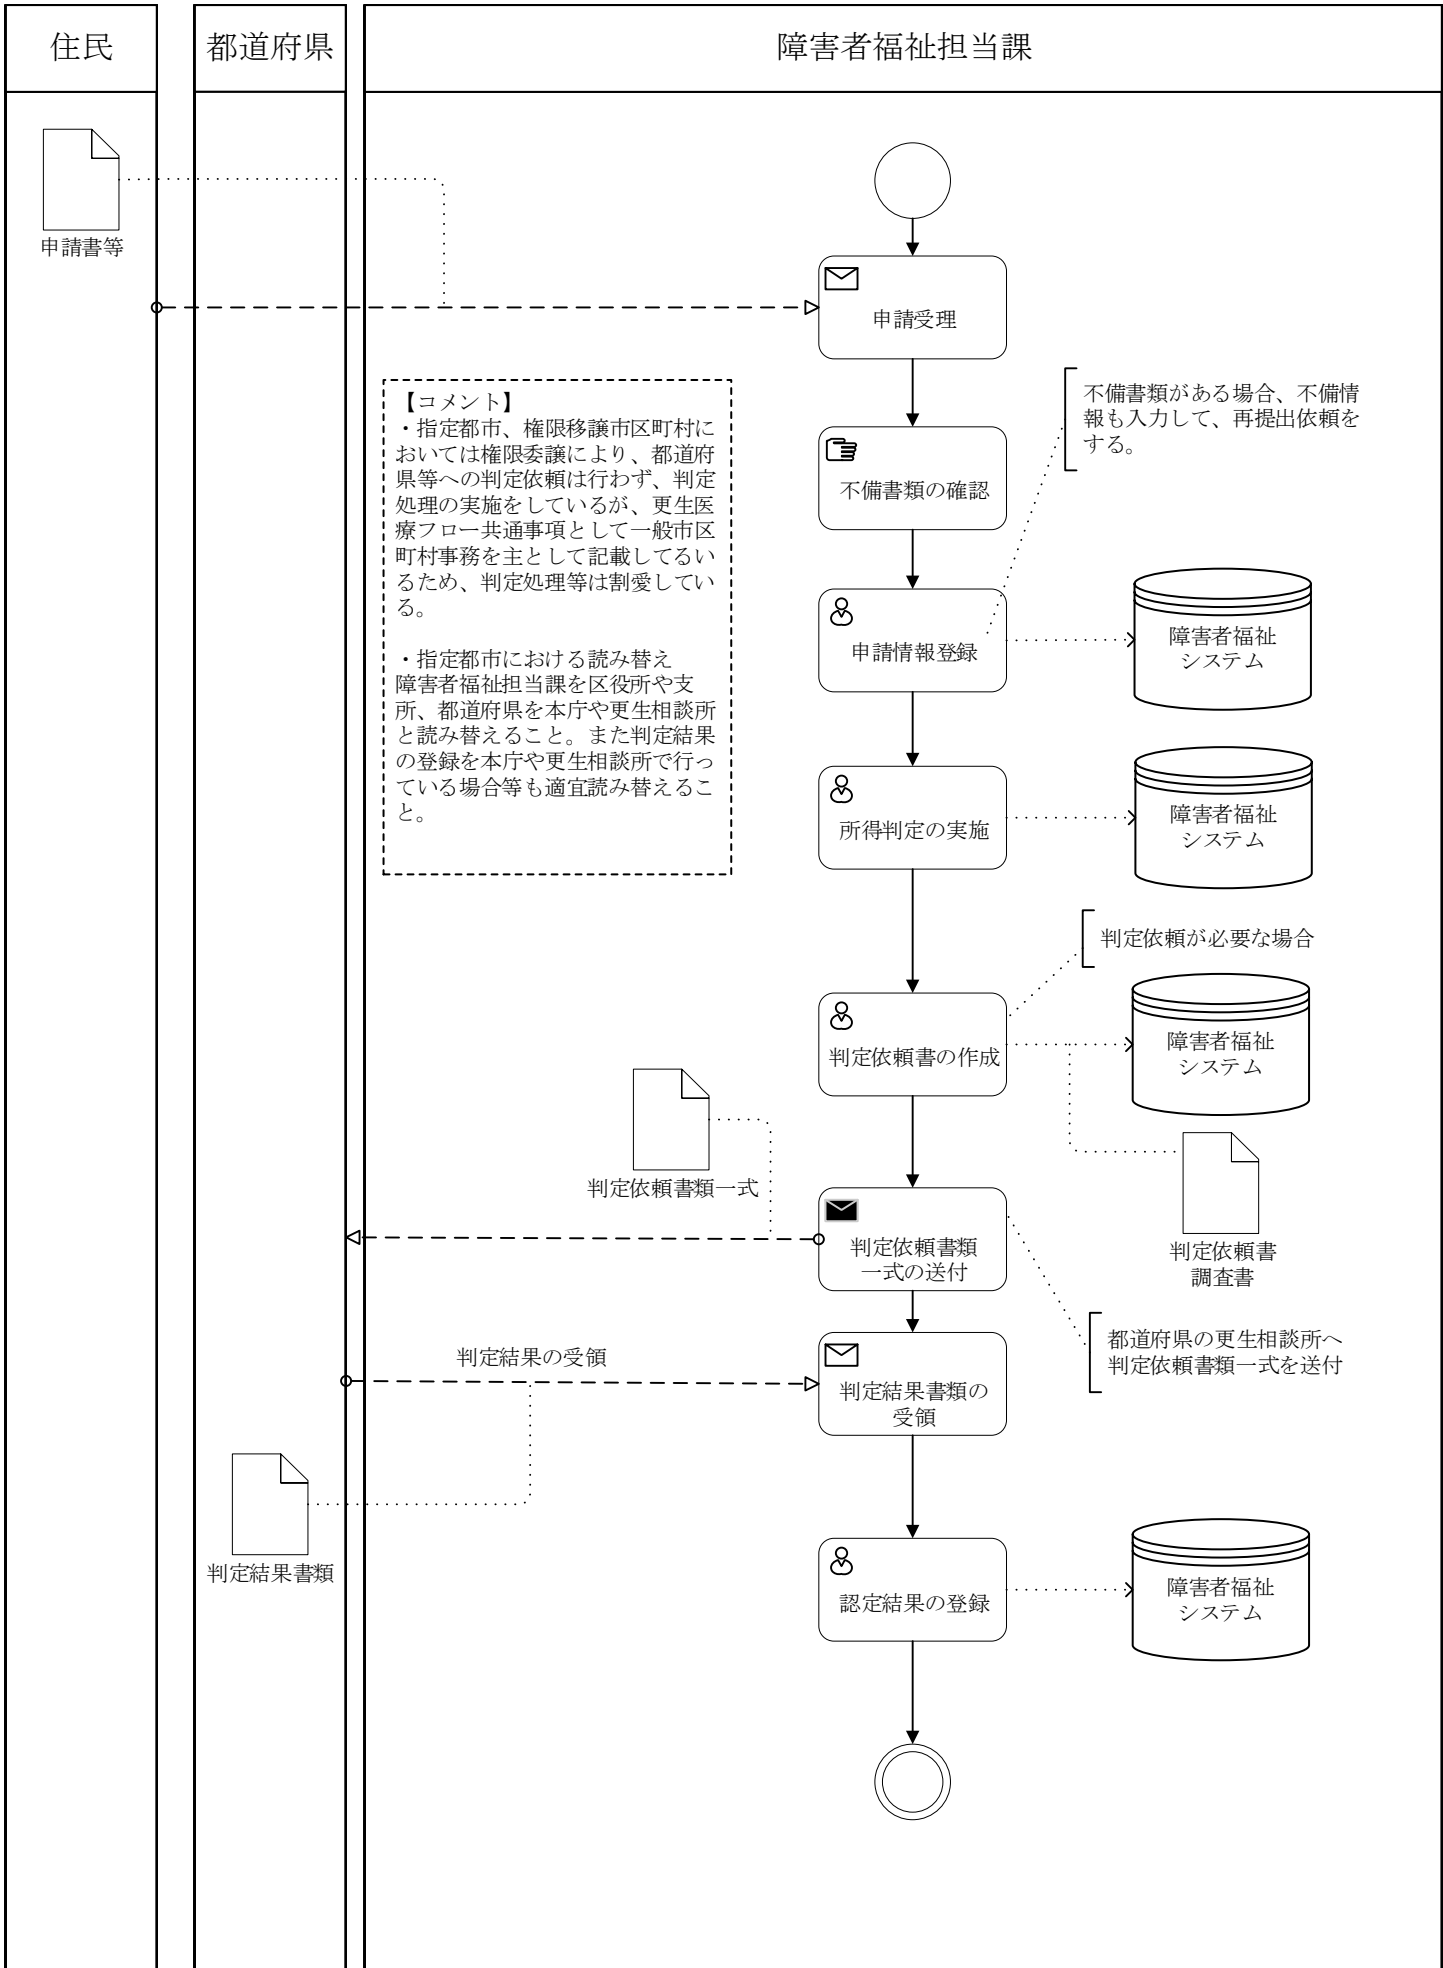 住民
都道府県
障害者福祉担当課
申請書等
申請受理
【コメント】
・指定都市、権限移譲市区町村に
おいては権限委譲により、都道府
県等への判定依頼は行わず、判定
処理の実施をしているが、更生医
療フロー共通事項として一般市区
町村事務を主として記載してるい
るため、判定処理等は割愛してい
る。
・指定都市における読み替え
障害者福祉担当課を区役所や支
所、都道府県を本庁や更生相談所
と読み替えること。また判定結果
の登録を本庁や更生相談所で行っ
ている場合等も適宜読み替えるこ
と。
不備書類がある場合、不備情
報も入力して、再提出依頼を
する。
不備書類の確認
申請情報登録
障害者福祉
システム
所得判定の実施
障害者福祉
システム
判定依頼が必要な場合
判定依頼書の作成
障害者福祉
システム
判定依頼書類一式
判定依頼書類
一式の送付
判定依頼書
調査書
都道府県の更生相談所へ
判定依頼書類一式を送付
判定結果の受領
判定結果書類の
受領
判定結果書類
認定結果の登録
障害者福祉
システム